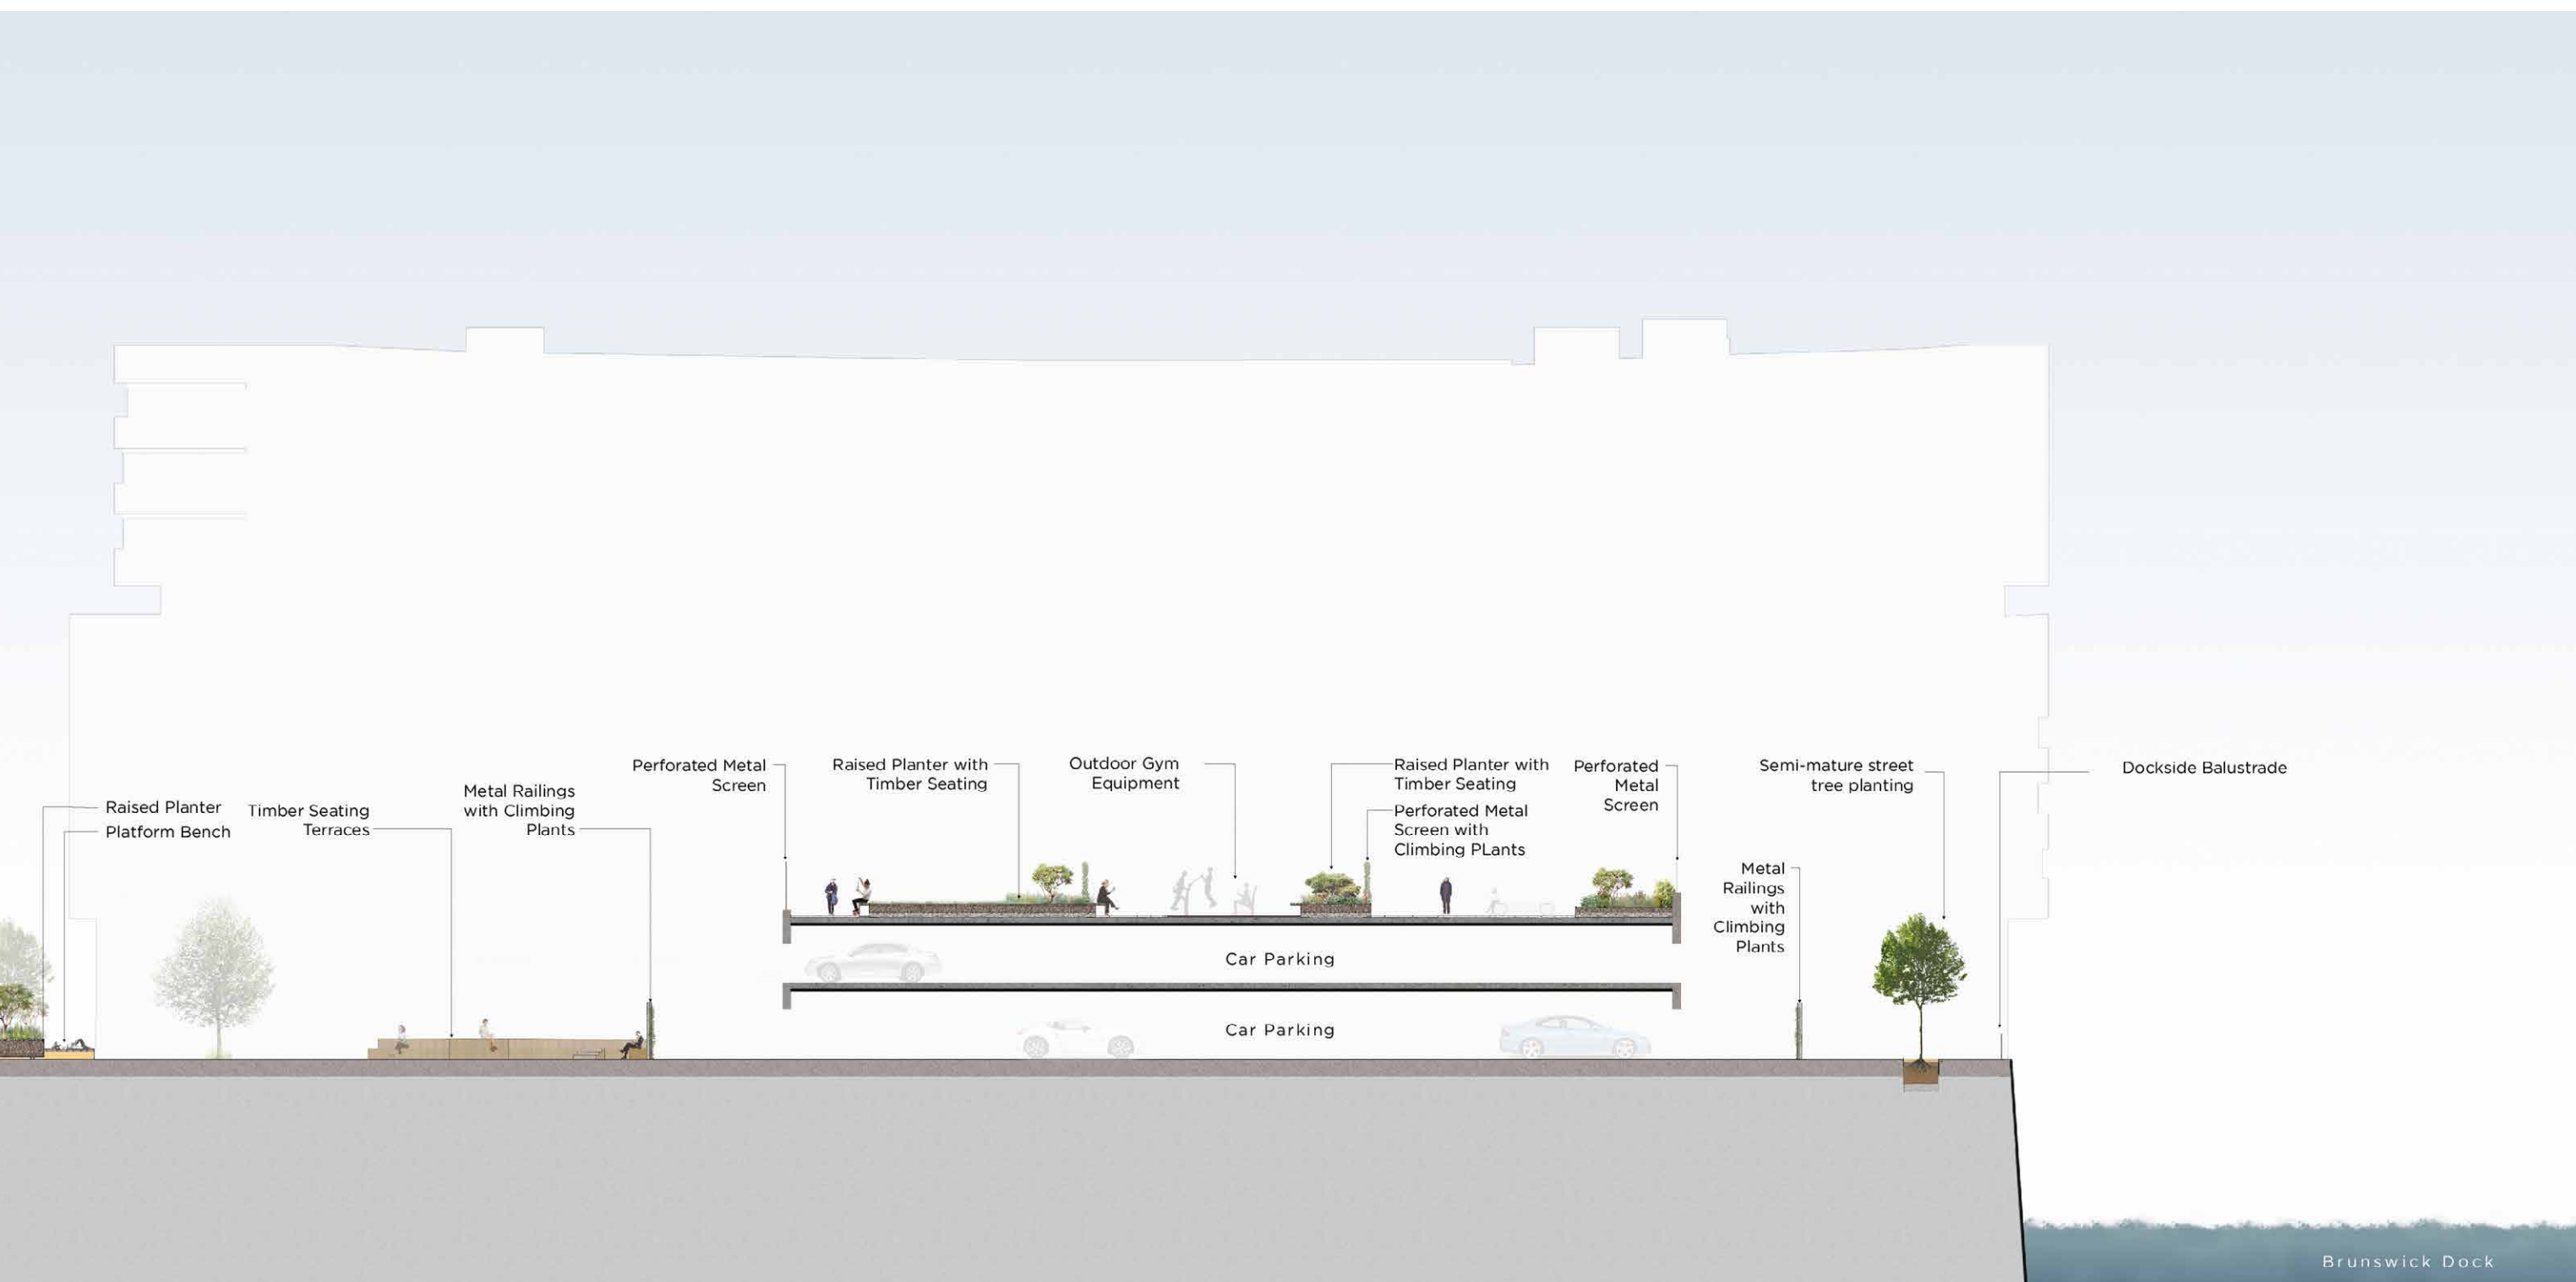 Raised Planter
Platform Bench
Timber Seating
Terraces
Metal Railings
with Climbing
Plants
Perforated Metal
Screen
Raised Planter with
Timber Seating
Outdoor Gym
Equipment
Raised Planter with
Timber Seating
Perforated Metal
Screen with
Climbing PLants
Perforated
Metal
Screen
Metal
Railings
with
Climbing
Plants
Semi-mature street
tree planting
Dockside Balustrade
Car Parking
Car Parking
Brunswick Dock